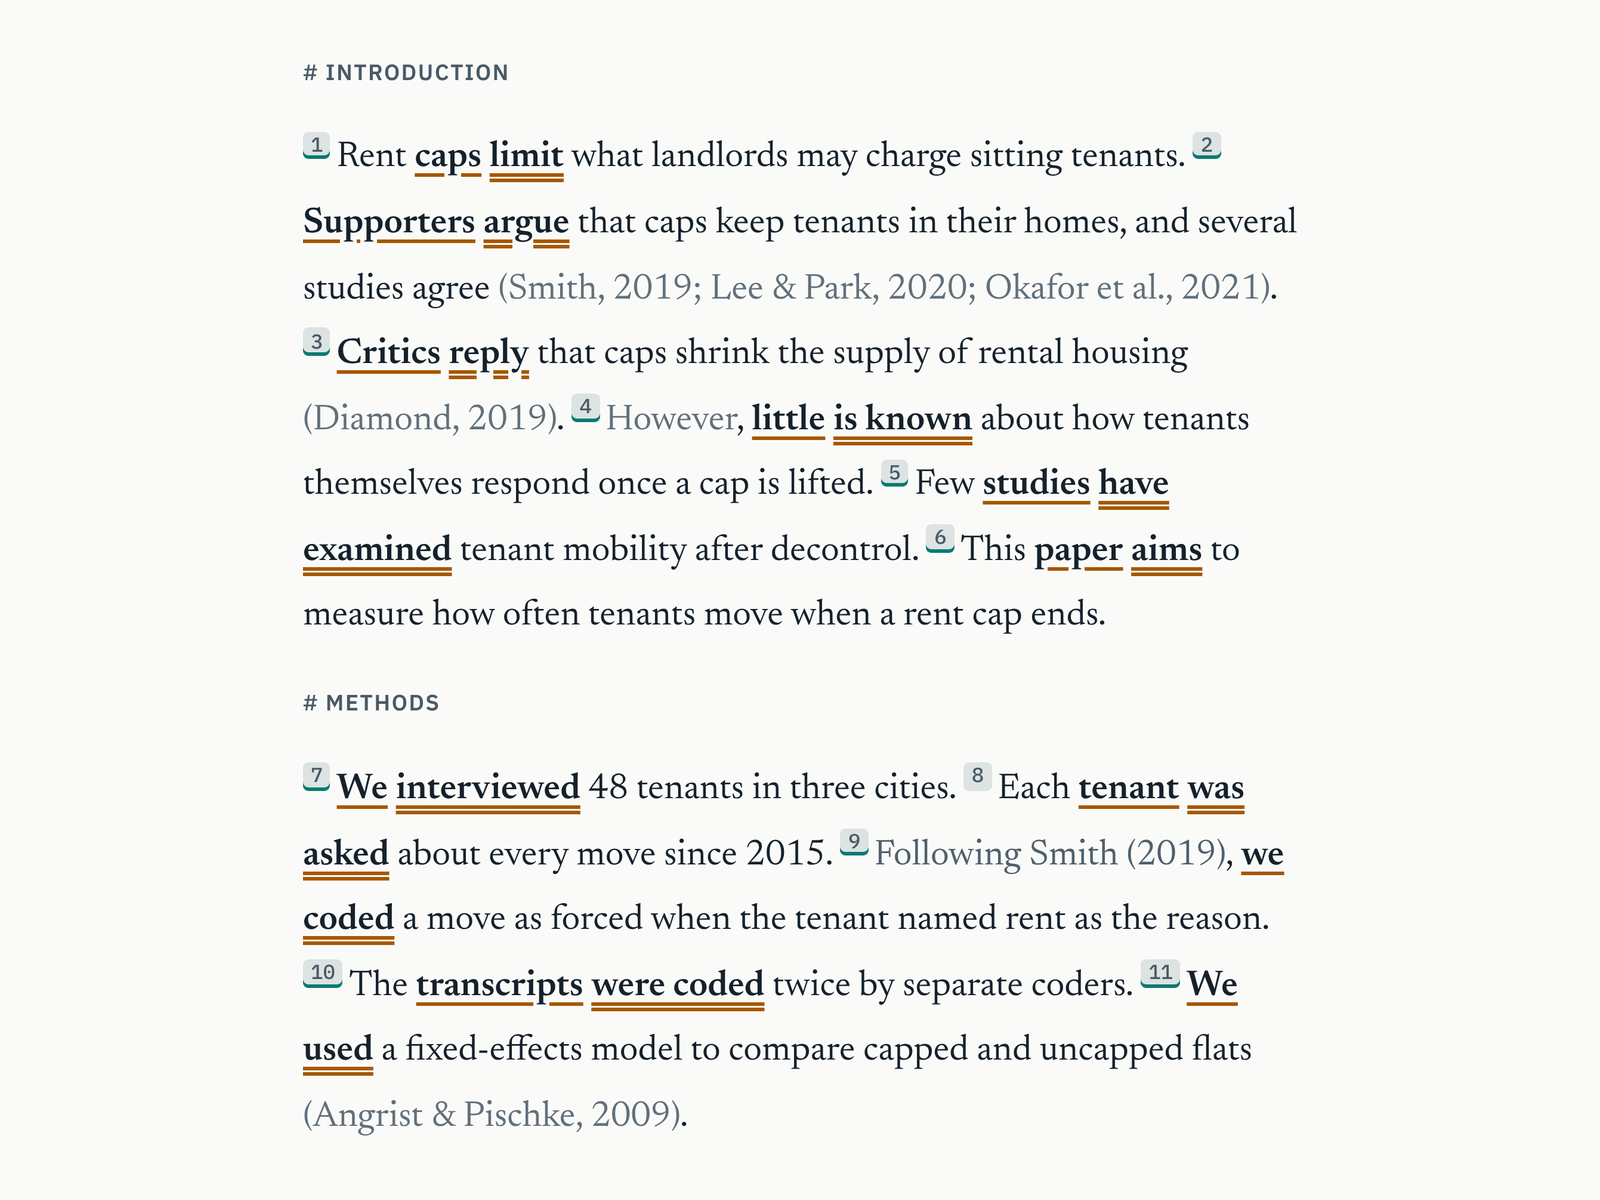 # INTRODUCTION
1 Rent caps limit what landlords may charge sitting tenants. 2
Supporters argue that caps keep tenants in their homes, and several
studies agree (Smith, 2019; Lee & Park, 2020; Okafor et al., 2021).
3 Critics reply that caps shrink the supply of rental housing
(Diamond, 2019). 4 However, little is known about how tenants
themselves respond once a cap is lifted. 5 Few studies have
examined tenant mobility after decontrol. 6 This paper aims to
measure how often tenants move when a rent cap ends.
# METHODS
7 We interviewed 48 tenants in three cities. 8 Each tenant was
asked about every move since 2015. 9 Following Smith (2019), we
coded a move as forced when the tenant named rent as the reason.
10 The transcripts were coded twice by separate coders. 11 We
used a fixed-effects model to compare capped and uncapped flats
(Angrist & Pischke, 2009).